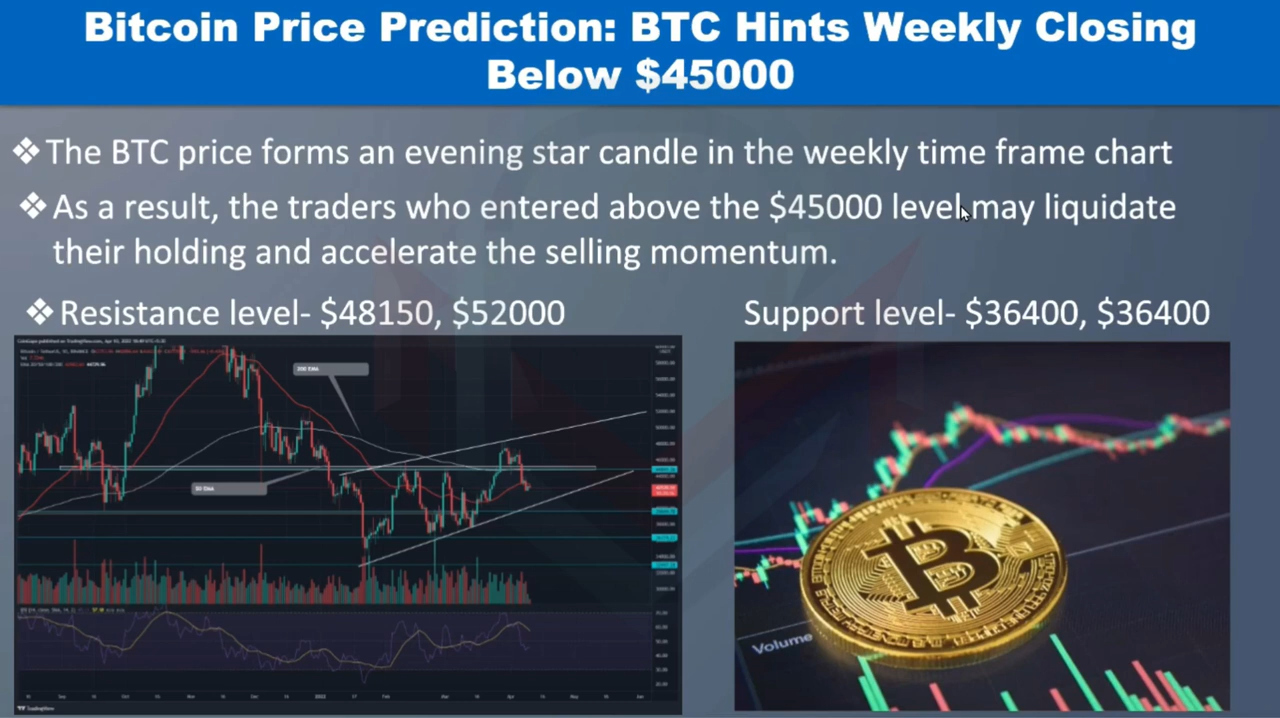 Bitcoin Price Prediction: BTC Hints Weekly Closing
Below $45000
❖The BTC price forms an evening star candle in the weekly time frame chart
❖As a result, the traders who entered above the $45000 level may liquidate
their holding and accelerate the selling momentum.
❖Resistance level- $48150, $52000
Support level- $36400, $36400
200 EMA
50 EMA
TradingView
Volume